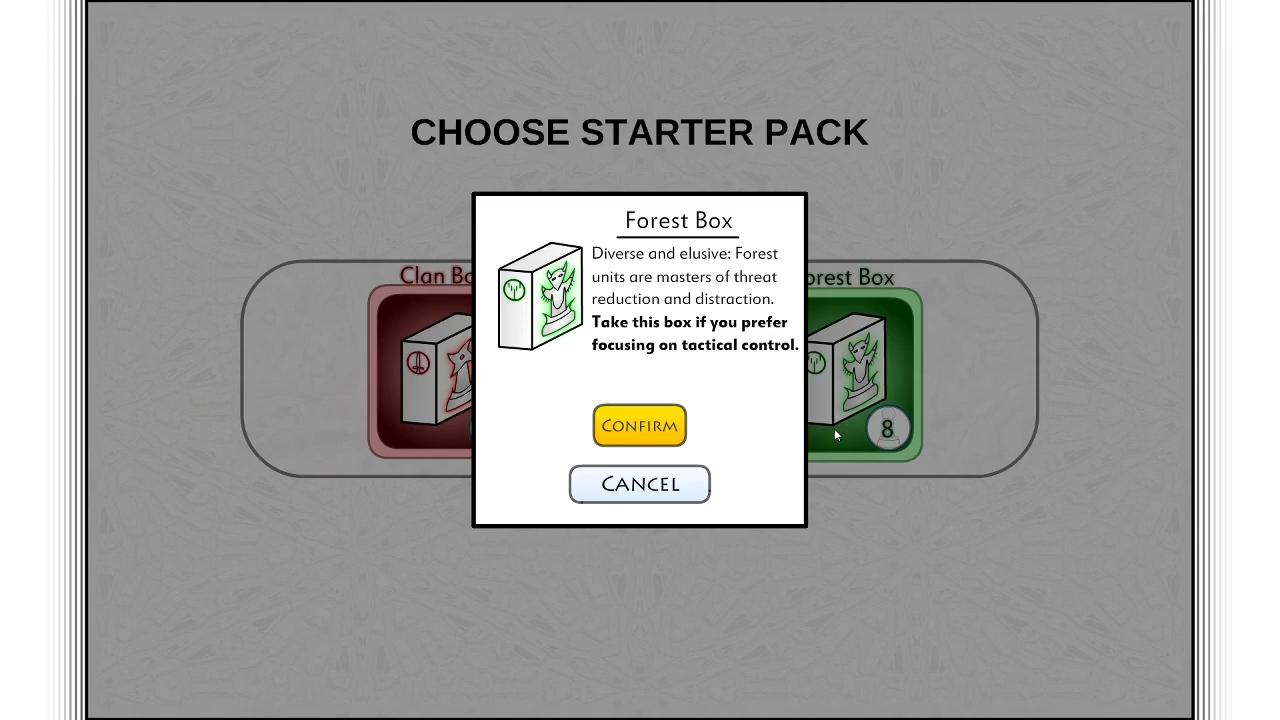 CHOOSE STARTER PACK
Forest Box
Diverse and elusive: Forest
units are masters of threat
reduction and distraction.
Take this box if you prefer
focusing on tactical control.
Clan Bo
orest Box
8
CONFIRM
CANCEL